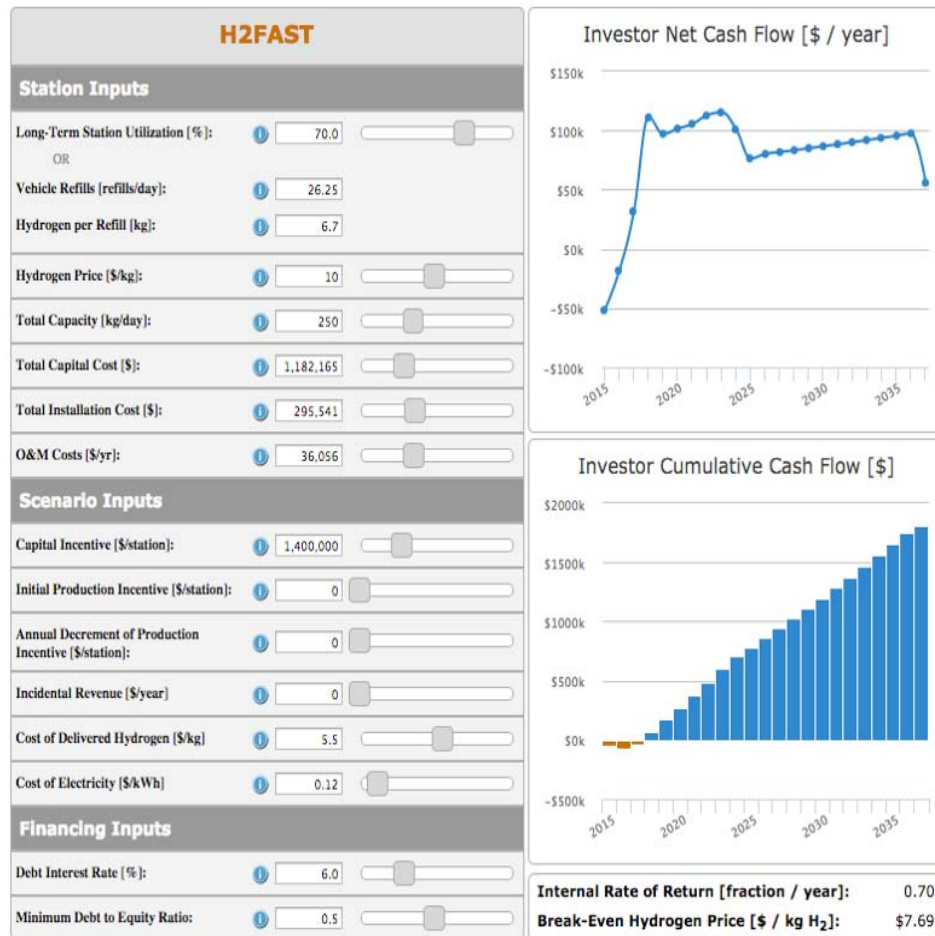 H2FAST
Station Inputs
Long-Term Station Utilization [%]: 70.0
OR
Vehicle Refills [refills/day]: 26.25
Hydrogen per Refill [kg]: 6.7
Hydrogen Price [$/kg]: 10
Total Capacity [kg/day]: 250
Total Capital Cost [$]: 1,182,165
Total Installation Cost [$]: 295,541
O&M Costs [$/yr]: 36,056
Scenario Inputs
Capital Incentive [$/station]: 1,400,000
Initial Production Incentive [$/station]: 0
Annual Decrement of Production
Incentive [$/station]: 0
Incidental Revenue [$/year] 0
Cost of Delivered Hydrogen [$/kg] 5.5
Cost of Electricity [$/kWh] 0.12
Financing Inputs
Debt Interest Rate [%]: 6.0
Minimum Debt to Equity Ratio: 0.5
Investor Net Cash Flow [$ / year]
$150k
$100k
$50k
$0k
-$50k
-$100k
2015 2020 2025 2030 2035
Investor Cumulative Cash Flow [$]
$2000k
$1500k
$1000k
$500k
$0k
-$500k
2015 2020 2025 2030 2035
Internal Rate of Return [fraction / year]: 0.70
Break-Even Hydrogen Price [$ / kg H₂]: $7.69